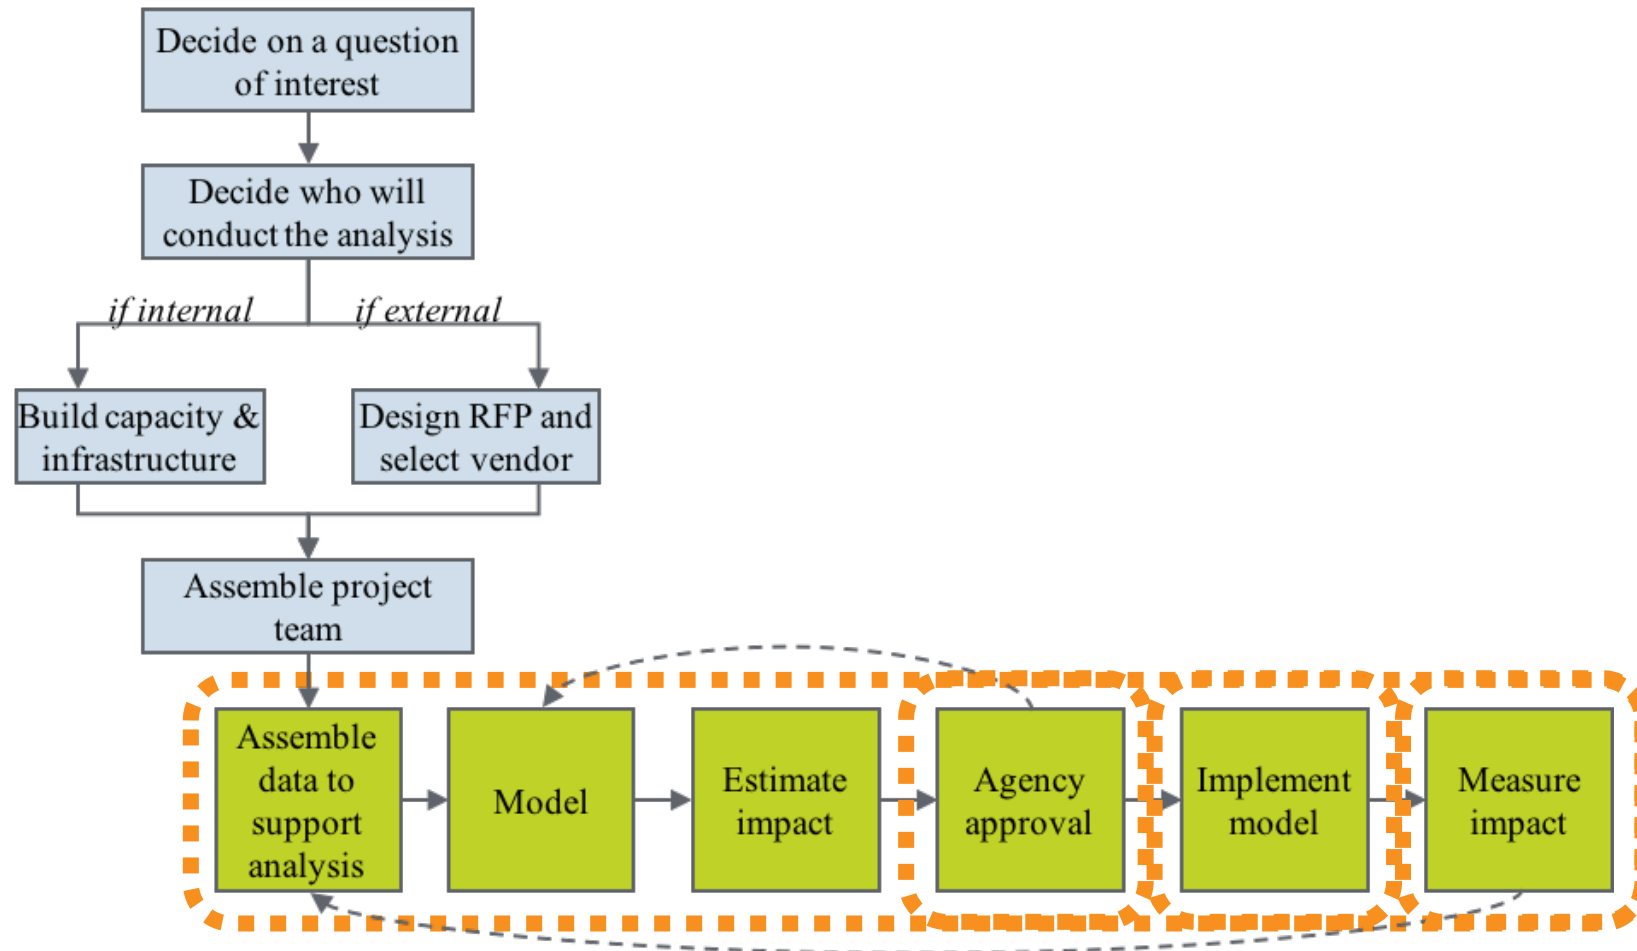 Decide on a question
of interest
Decide who will
conduct the analysis
if internal
if external
Build capacity &
infrastructure
Design RFP and
select vendor
Assemble project
team
Assemble
data to
support
analysis
Model
Estimate
impact
Agency
approval
Implement
model
Measure
impact